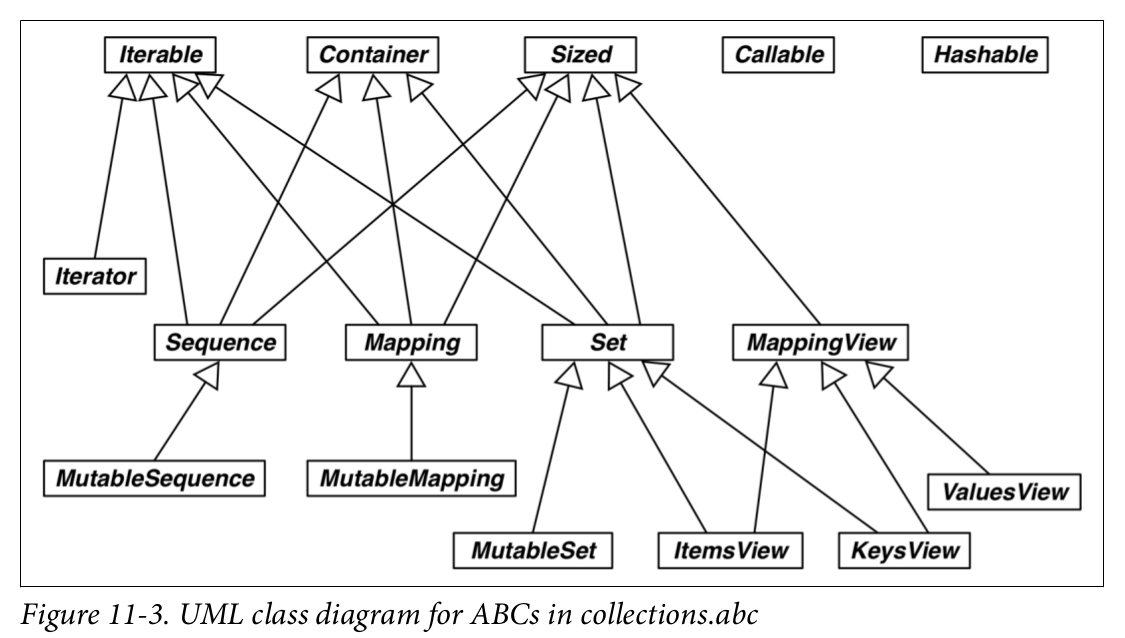 Iterable
Container
Sized
Callable
Hashable
Iterator
Sequence
Mapping
Set
MappingView
MutableSequence
MutableMapping
ValuesView
MutableSet
ItemsView
KeysView
Figure 11-3. UML class diagram for ABCs in collections.abc